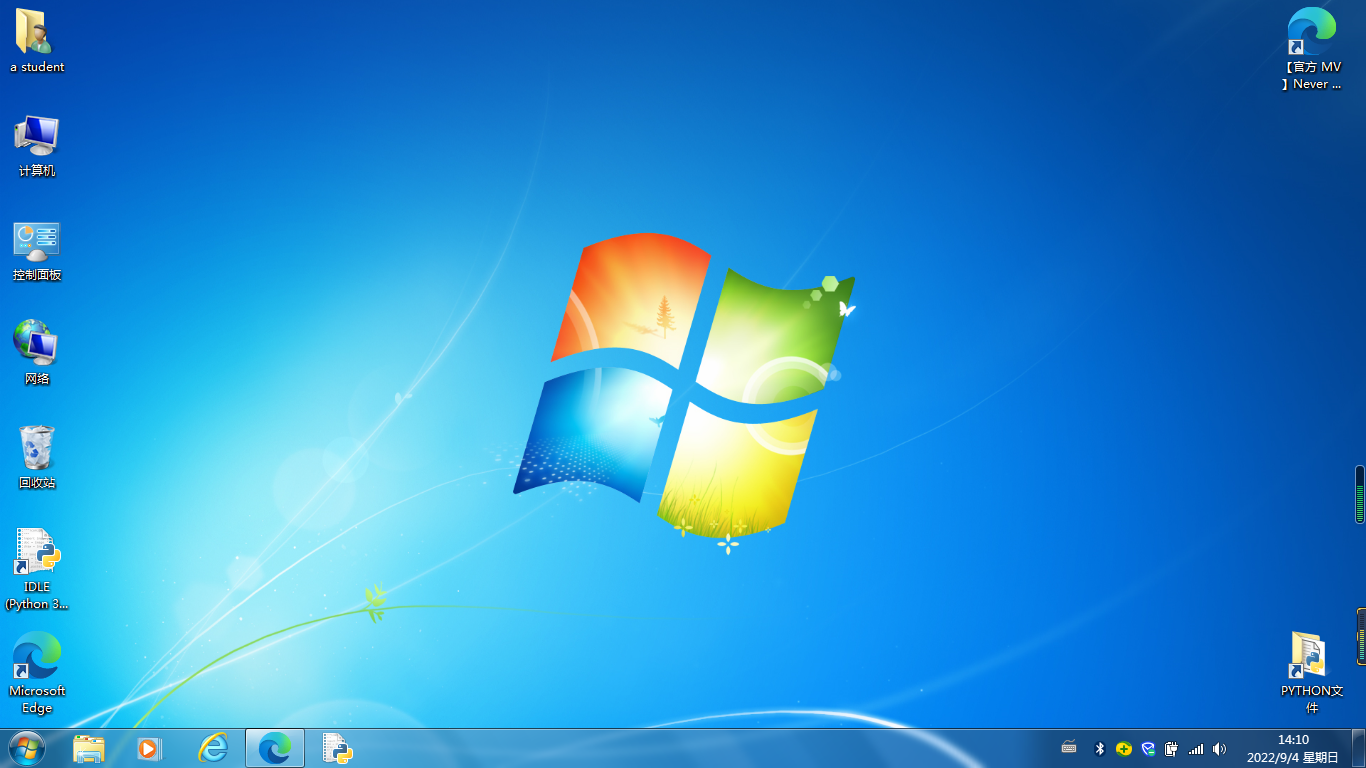 a student
计算机
控制面板
网络
回收站
IDLE
(Python 3...
Microsoft
Edge
【官方 MV
】Never ...
PYTHON文
件
14:10
2022/9/4 星期日